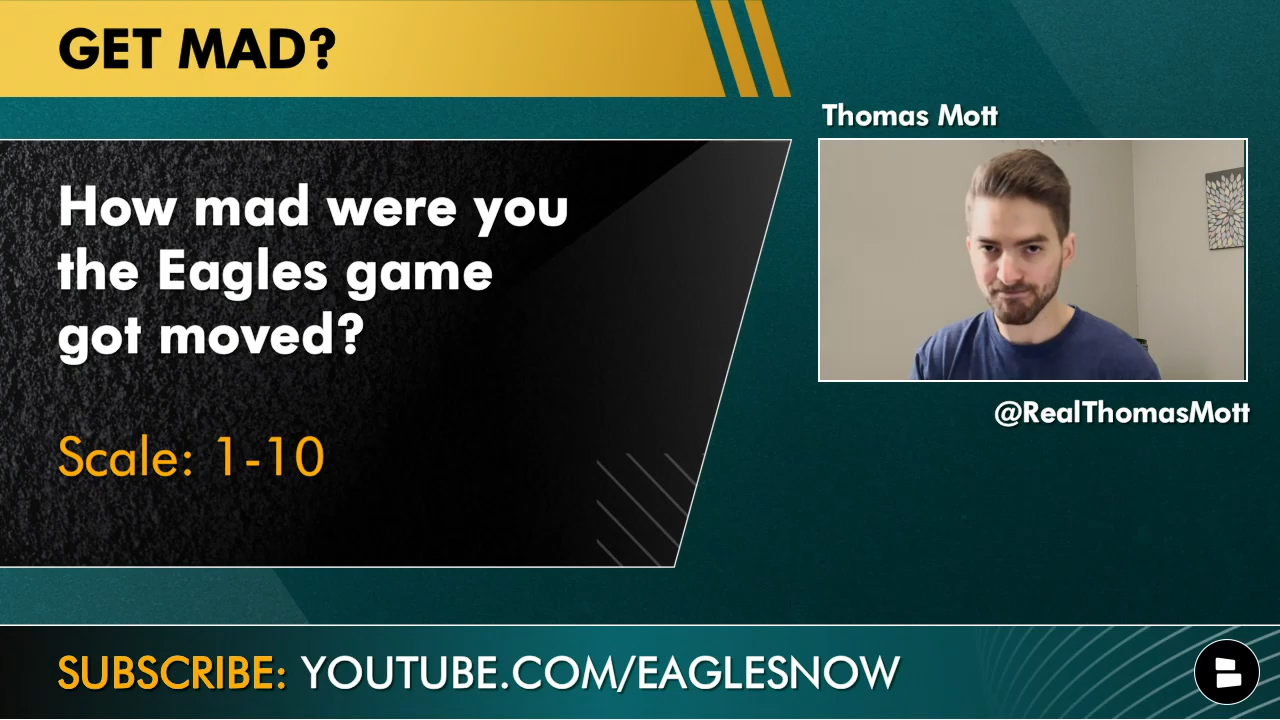 GET MAD?
Thomas Mott
How mad were you
the Eagles game
got moved?
@RealThomasMott
Scale: 1-10
SUBSCRIBE: YOUTUBE.COM/EAGLESNOW